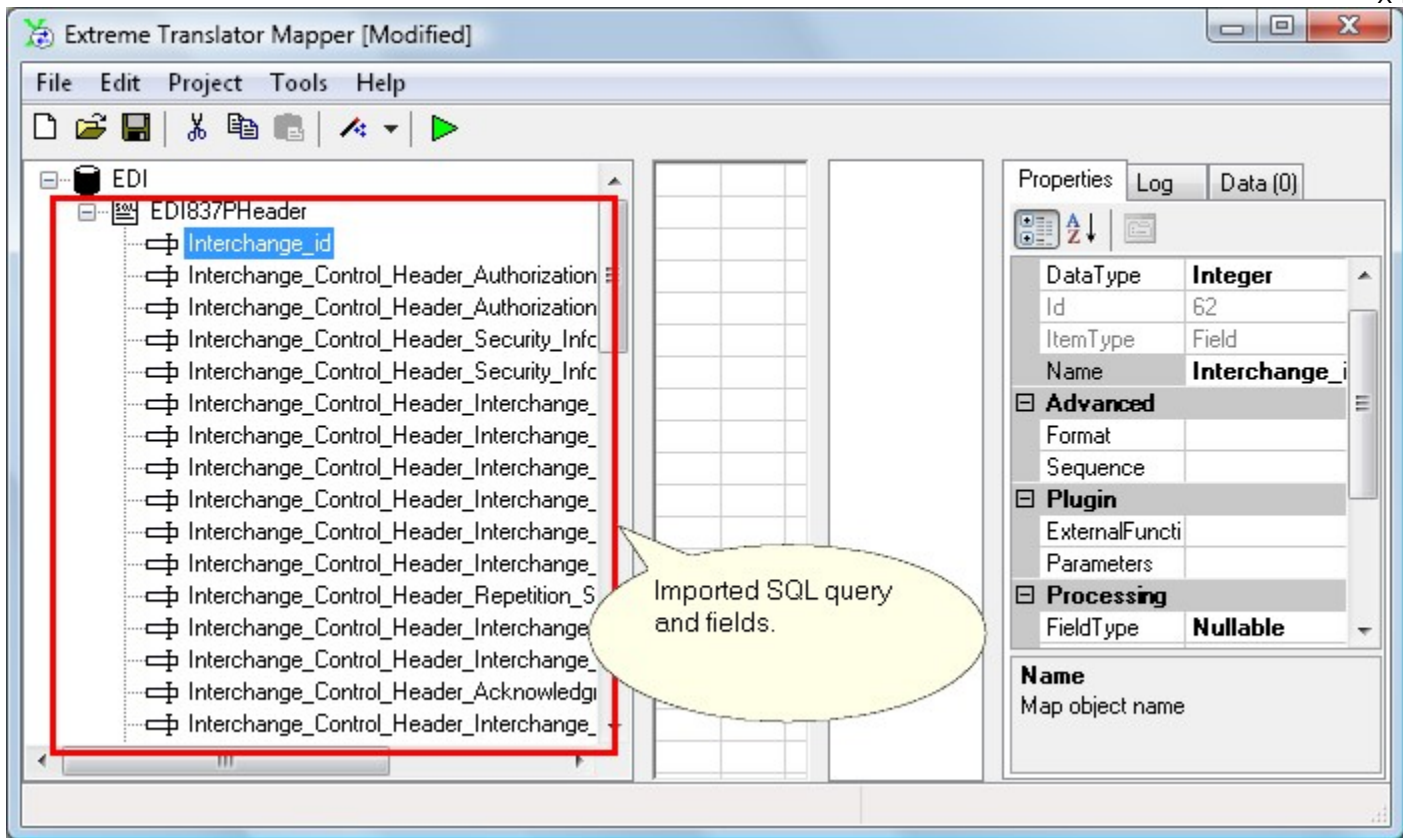 x
Extreme Translator Mapper [Modified]
File Edit Project Tools Help
EDI
EDI837PHeader
Interchange_id
Interchange_Control_Header_Authorization
Interchange_Control_Header_Authorization
Interchange_Control_Header_Security_Info
Interchange_Control_Header_Security_Info
Interchange_Control_Header_Interchange_
Interchange_Control_Header_Interchange_
Interchange_Control_Header_Interchange_
Interchange_Control_Header_Interchange_
Interchange_Control_Header_Interchange_
Interchange_Control_Header_Interchange_
Interchange_Control_Header_Repetition_S
Interchange_Control_Header_Interchange
Interchange_Control_Header_Interchange_
Interchange_Control_Header_Acknowledg
Interchange_Control_Header_Interchange_
Imported SQL query
and fields.
Properties Log Data (0)
DataType Integer
Id 62
ItemType Field
Name Interchange_i
Advanced
Format
Sequence
Plugin
ExternalFuncti
Parameters
Processing
FieldType Nullable
Name
Map object name